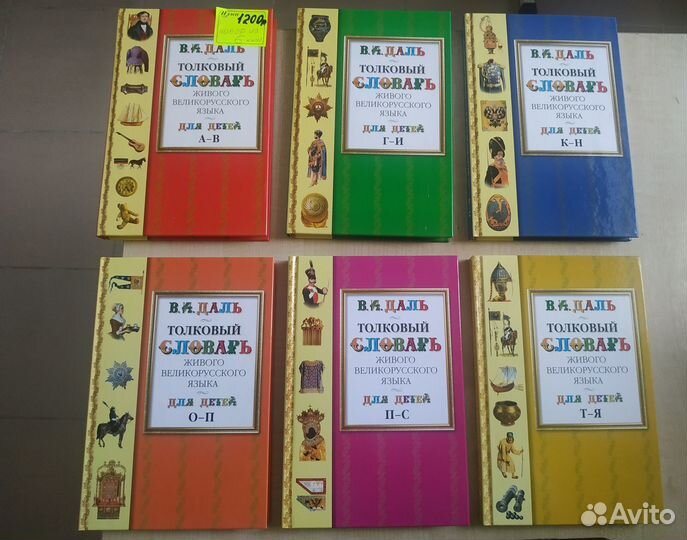 Цена
1200р
В.И. ДАЛЬ
ТОЛКОВЫЙ
СЛОВАРЬ
ЖИВОГО
ВЕЛИКОРУССКОГО
ЯЗЫКА
ДЛЯ ДЕТЕЙ
А–В
В.И. ДАЛЬ
ТОЛКОВЫЙ
СЛОВАРЬ
ЖИВОГО
ВЕЛИКОРУССКОГО
ЯЗЫКА
ДЛЯ ДЕТЕЙ
Г–И
В.И. ДАЛЬ
ТОЛКОВЫЙ
СЛОВАРЬ
ЖИВОГО
ВЕЛИКОРУССКОГО
ЯЗЫКА
ДЛЯ ДЕТЕЙ
К–Н
В.И. ДАЛЬ
ТОЛКОВЫЙ
СЛОВАРЬ
ЖИВОГО
ВЕЛИКОРУССКОГО
ЯЗЫКА
ДЛЯ ДЕТЕЙ
О–П
В.И. ДАЛЬ
ТОЛКОВЫЙ
СЛОВАРЬ
ЖИВОГО
ВЕЛИКОРУССКОГО
ЯЗЫКА
ДЛЯ ДЕТЕЙ
П–С
В.И. ДАЛЬ
ТОЛКОВЫЙ
СЛОВАРЬ
ЖИВОГО
ВЕЛИКОРУССКОГО
ЯЗЫКА
ДЛЯ ДЕТЕЙ
Т–Я
Avito